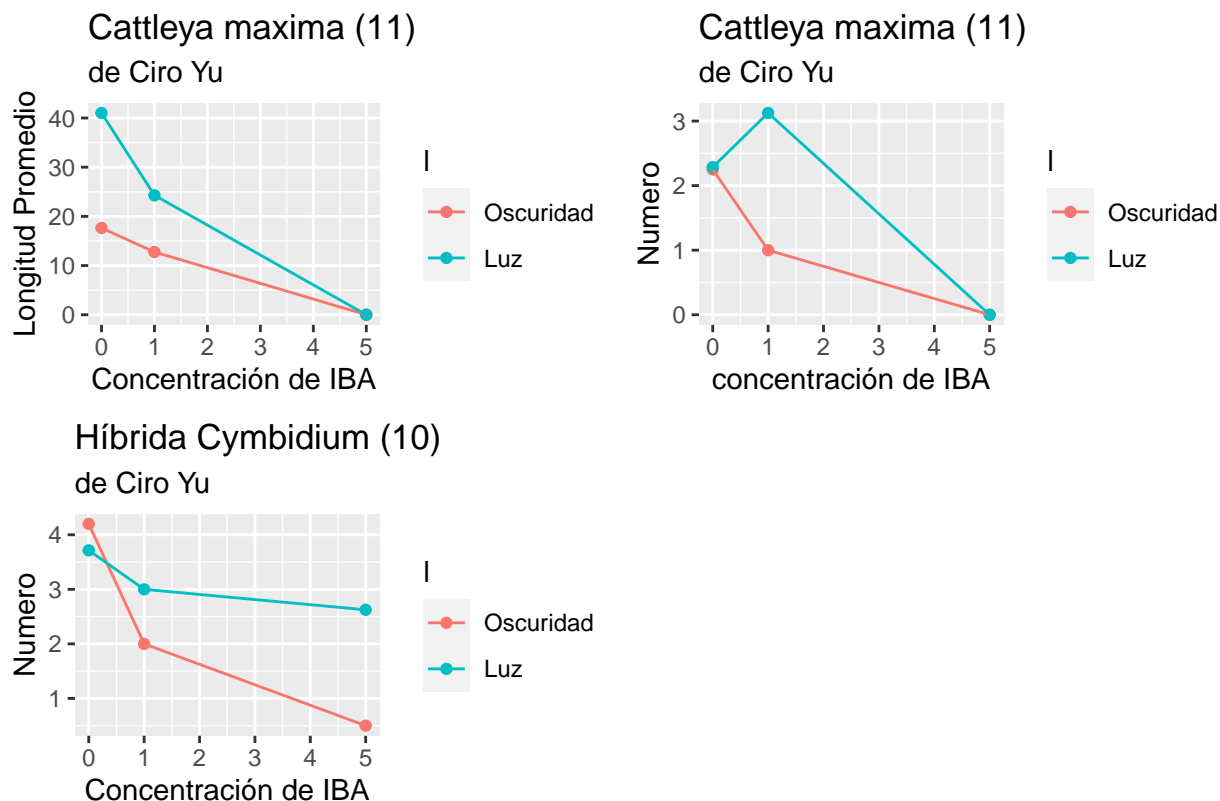 Cattleya maxima (11)
de Ciro Yu
Longitud Promedio
40
30
20
10
0
0 1 2 3 4 5
Concentración de IBA
I
Oscuridad
Luz
Cattleya maxima (11)
de Ciro Yu
Numero
3
2
1
0
0 1 2 3 4 5
concentración de IBA
I
Oscuridad
Luz
Híbrida Cymbidium (10)
de Ciro Yu
Numero
4
3
2
1
0 1 2 3 4 5
Concentración de IBA
I
Oscuridad
Luz